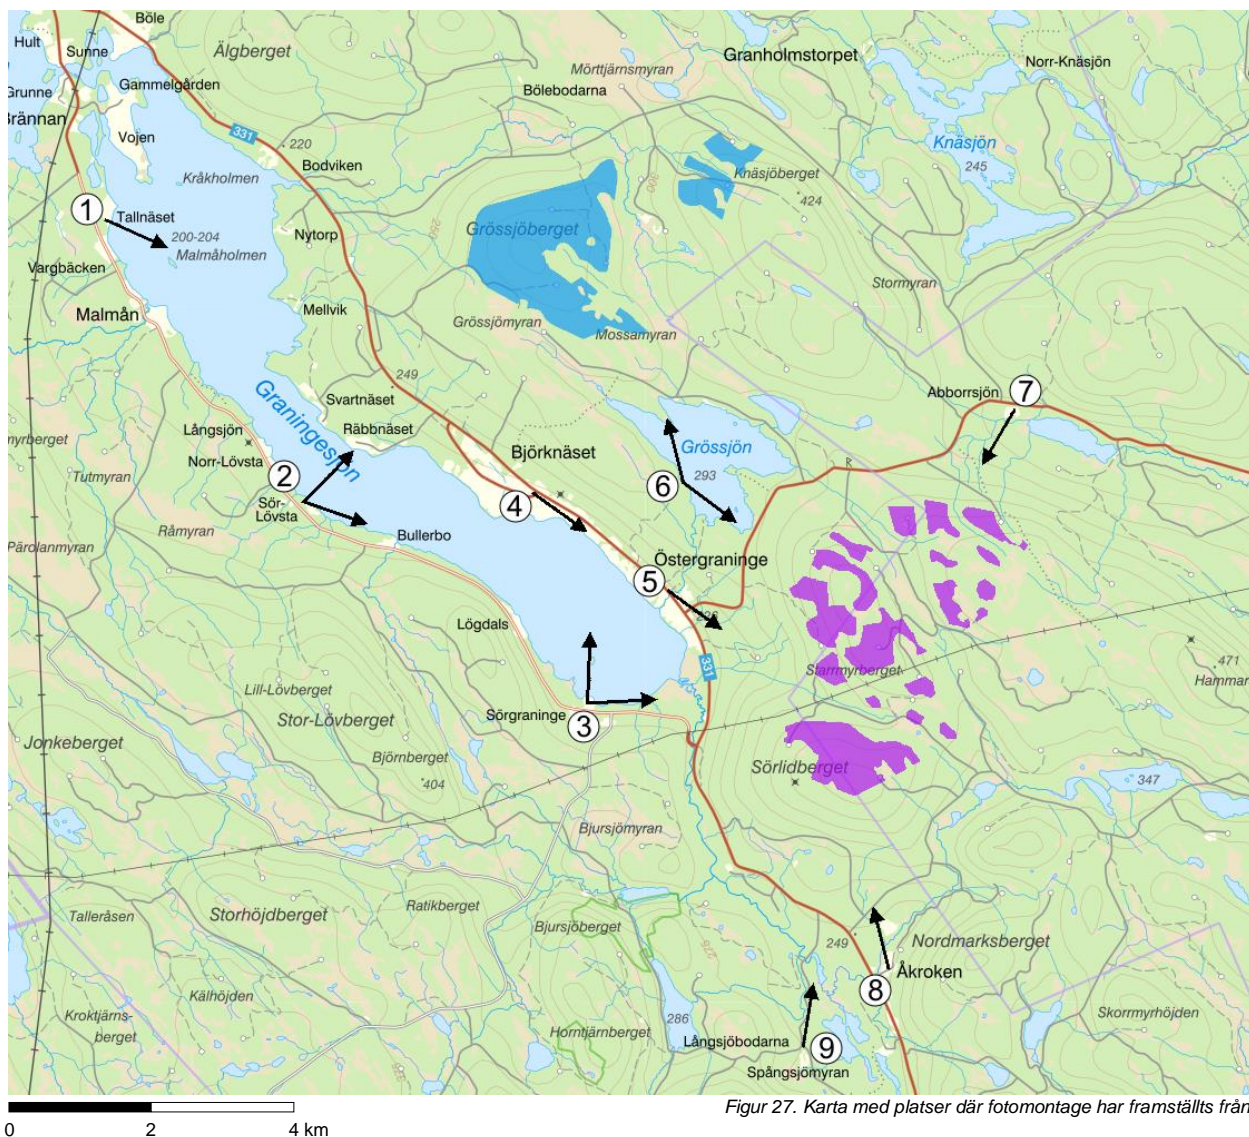 Böle
Hult
Sunne
Älgberget
Granholmstorpet
Norr-Knäsjön
Mörttjärnsmyran
Gammelgården
Bölebodarna
Grunne
Brännan
331
Vojen
220
Knäsjön
245
Bodviken
Kråkholmen
300
Knäsjöberget
424
1
Tallnäset
200-204
Malmåholmen
Nytorp
Grössjöberget
Vargbäcken
Stormyran
Malmån
Mellvik
Grössjömyran
Mossamyran
249
Abborrsjön
7
Graningesjön
Svartnäset
Räbbnäset
Långsjön
Norr-Lövsta
Björknäset
Grössjön
293
myrberget
Tutmyran
2
Sör-
Lövsta
4
6
Råmyran
Bullerbo
Pärolanmyran
Östergraninge
5
Lögdals
331
Starrmyrberget
471
Hammar
Lill-Lövberget
Stor-Lövberget
Sörgraninge
3
Jonkeberget
Björnberget
404
Sörlidberget
347
Bjursjömyran
Talleråsen
Storhöjdberget
Ratikberget
Bjursjöberget
249
Nordmarksberget
Åkroken
8
Kälhöjden
Kroktjärns-
berget
286
Horntjärnberget
Långsjöbodarna
9
Skorrmyrhöjden
Spångsjömyran
Figur 27. Karta med platser där fotomontage har framställts från
0 2 4 km